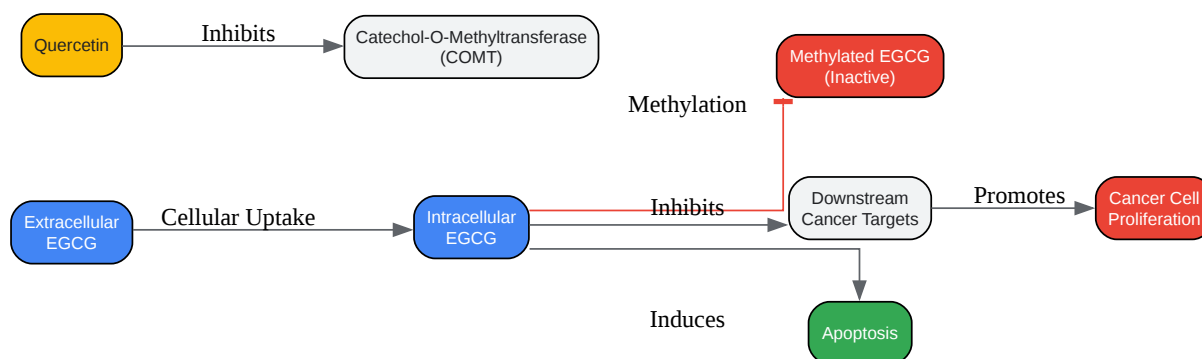 Quercetin
Inhibits
Catechol-O-Methyltransferase
(COMT)
Methylated EGCG
(Inactive)
Methylation
Extracellular
EGCG
Cellular Uptake
Intracellular
EGCG
Inhibits
Downstream
Cancer Targets
Promotes
Cancer Cell
Proliferation
Induces
Apoptosis